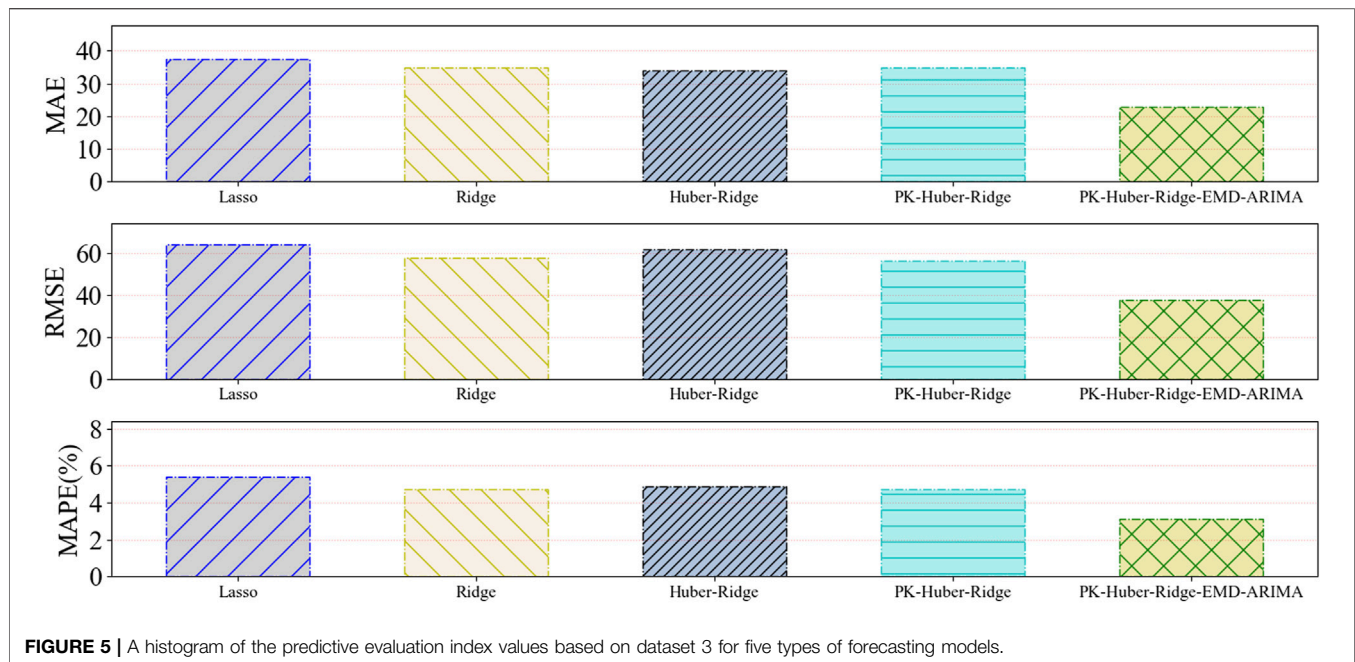 40
30
20
10
0
MAE
Lasso Ridge Huber-Ridge PK-Huber-Ridge PK-Huber-Ridge-EMD-ARIMA
60
40
20
0
RMSE
Lasso Ridge Huber-Ridge PK-Huber-Ridge PK-Huber-Ridge-EMD-ARIMA
8
6
4
2
0
MAPE(%)
Lasso Ridge Huber-Ridge PK-Huber-Ridge PK-Huber-Ridge-EMD-ARIMA
FIGURE 5 | A histogram of the predictive evaluation index values based on dataset 3 for five types of forecasting models.